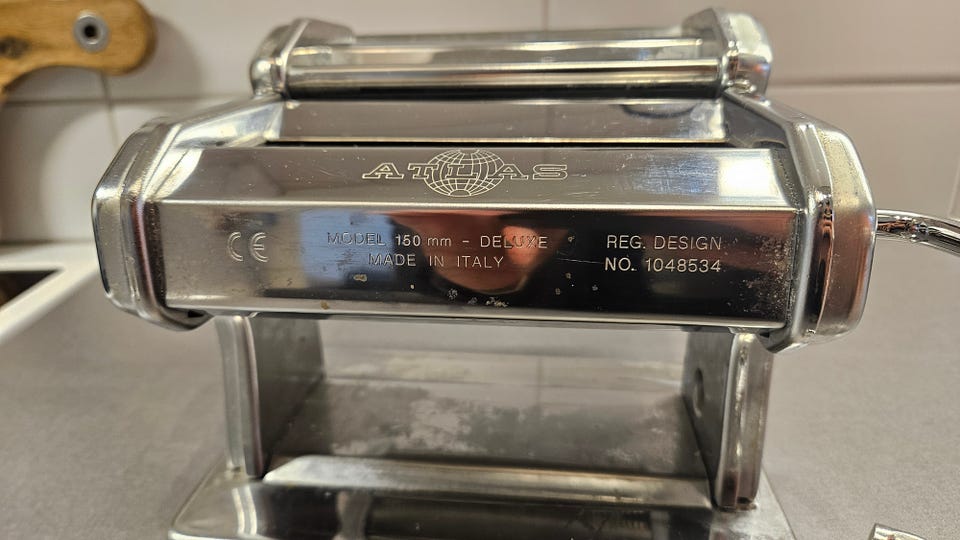 ATLAS
CE
MODEL 150 mm - DELUXE
MADE IN ITALY
REG. DESIGN
NO. 1048534